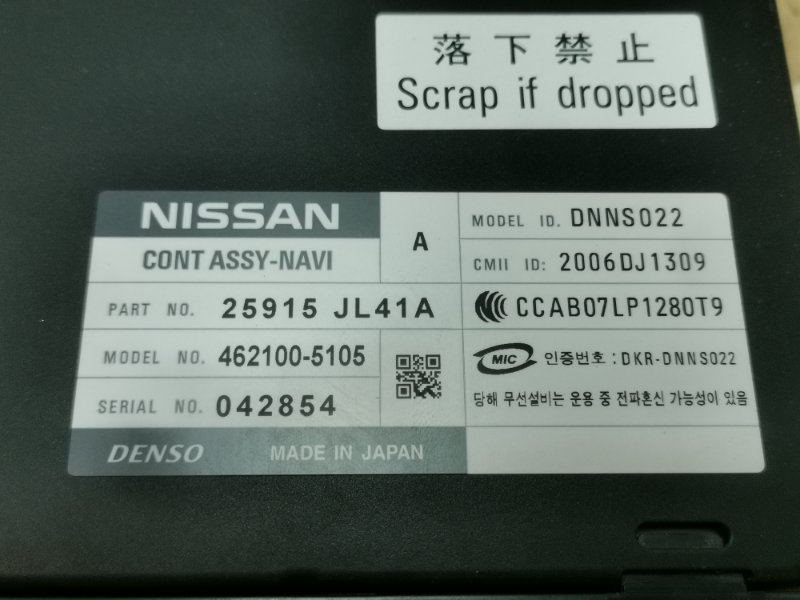 落下禁止
Scrap if dropped
NISSAN
CONT ASSY-NAVI
A
MODEL ID. DNNS022
CMII ID: 2006DJ1309
PART NO. 25915 JL41A
CCAB07LP1280T9
MODEL NO. 462100-5105
MIC 인증번호 : DKR-DNNS022
SERIAL NO. 042854
당해 무선설비는 운용 중 전파혼신 가능성이 있음
DENSO MADE IN JAPAN